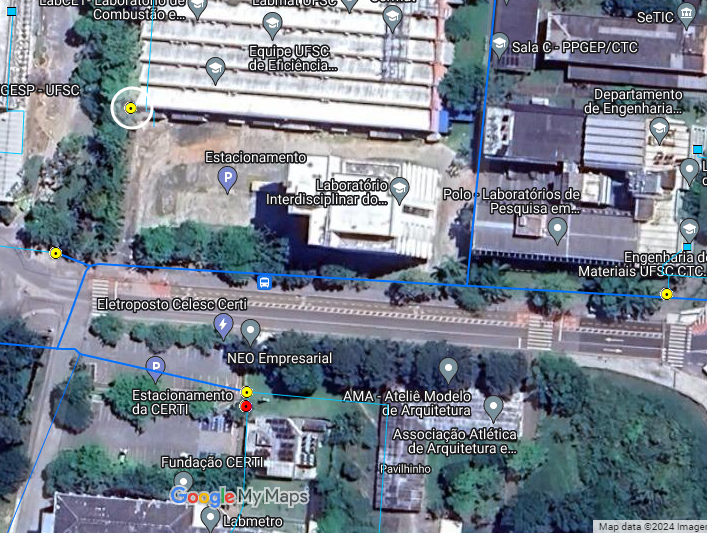 LabCET - Laboratório de
Combustão e...
Labmat UFSC
SeTIC
Equipe UFSC
de Eficiência...
Sala C - PPGEP/CTC
GESP - UFSC
Departamento
de Engenharia...
Estacionamento
P
Laboratório
Interdisciplinar do...
Polo - Laboratórios de
Pesquisa em...
Engenharia de
Materiais UFSC CTC...
Eletroposto Celesc Certi
NEO Empresarial
P
Estacionamento
da CERTI
AMA - Ateliê Modelo
de Arquitetura
Associação Atlética
de Arquitetura e...
Pavilhinho
Fundação CERTI
Google My Maps
Labmetro
Map data ©2024 Imager